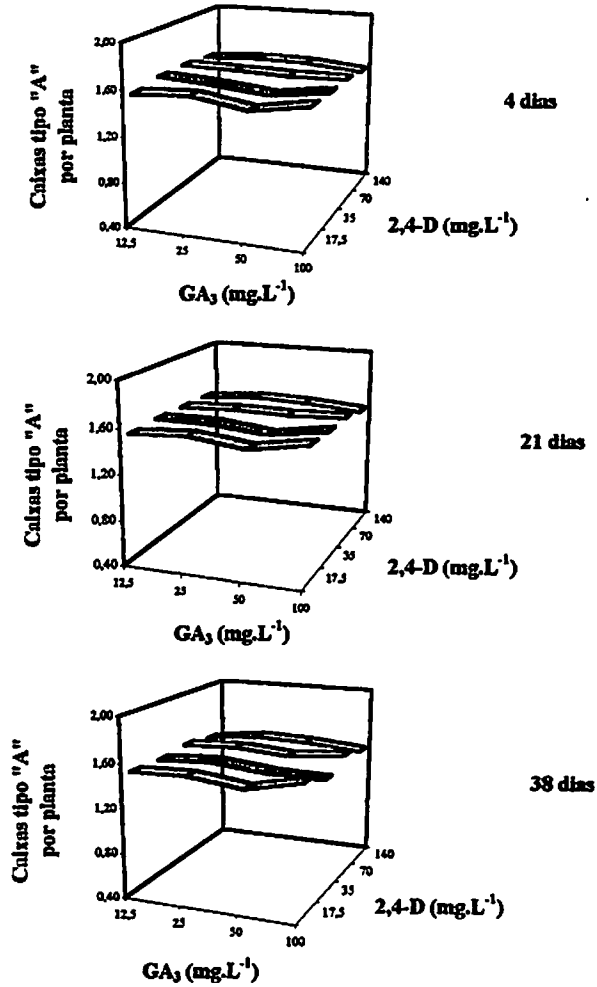 2,00
1,60
1,20
0,80
0,40
Caixas tipo "A"
por planta
12,5
25
50
100
GA₃ (mg.L⁻¹)
17,5
35
70
140
2,4-D (mg.L⁻¹)
4 dias
2,00
1,60
1,20
0,80
0,40
Caixas tipo "A"
por planta
12,5
25
50
100
GA₃ (mg.L⁻¹)
17,5
35
70
140
2,4-D (mg.L⁻¹)
21 dias
2,00
1,60
1,20
0,80
0,40
Caixas tipo "A"
por planta
12,5
25
50
100
GA₃ (mg.L⁻¹)
17,5
35
70
140
2,4-D (mg.L⁻¹)
38 dias